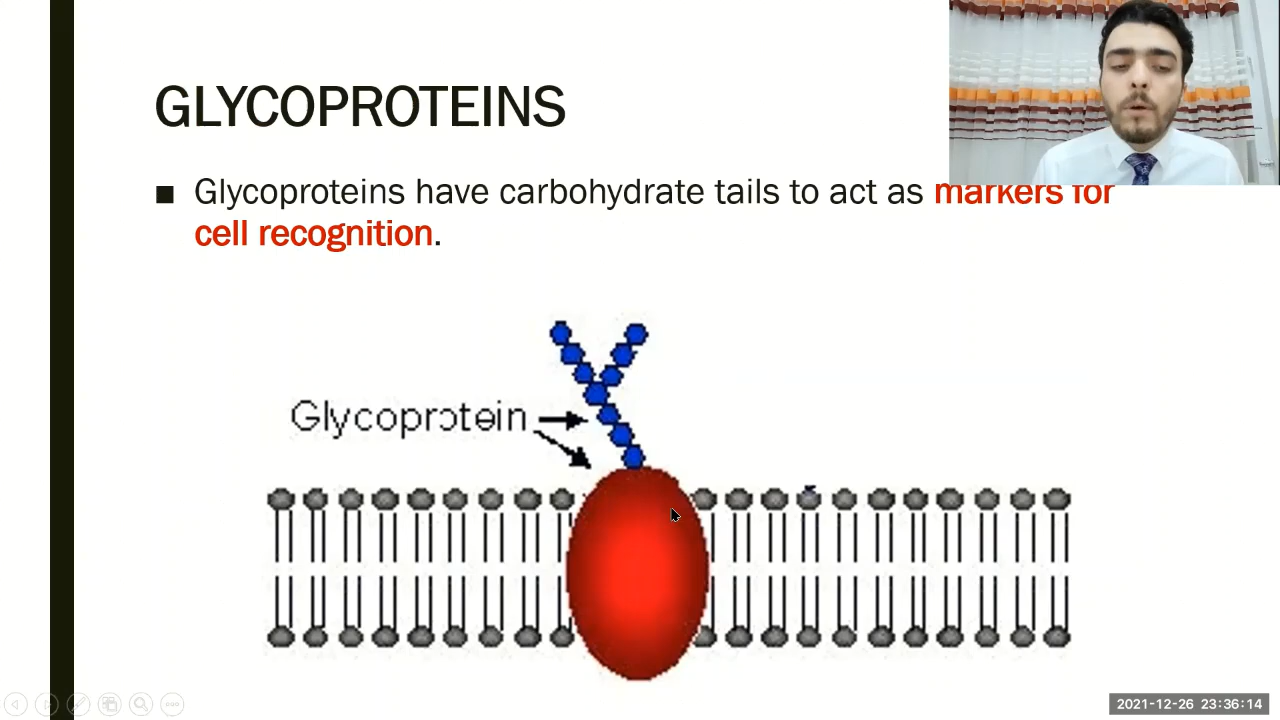 GLYCOPROTEINS
■ Glycoproteins have carbohydrate tails to act as markers for
cell recognition.
Glycoprotein
2021-12-26 23:36:14